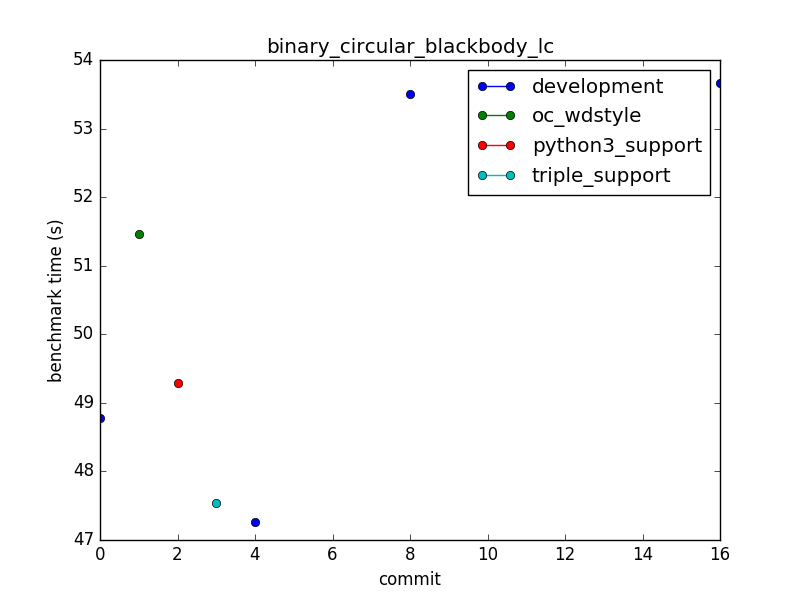 binary_circular_blackbody_lc
54
53
52
51
50
49
48
47
benchmark time (s)
development
oc_wdstyle
python3_support
triple_support
0 2 4 6 8 10 12 14 16
commit